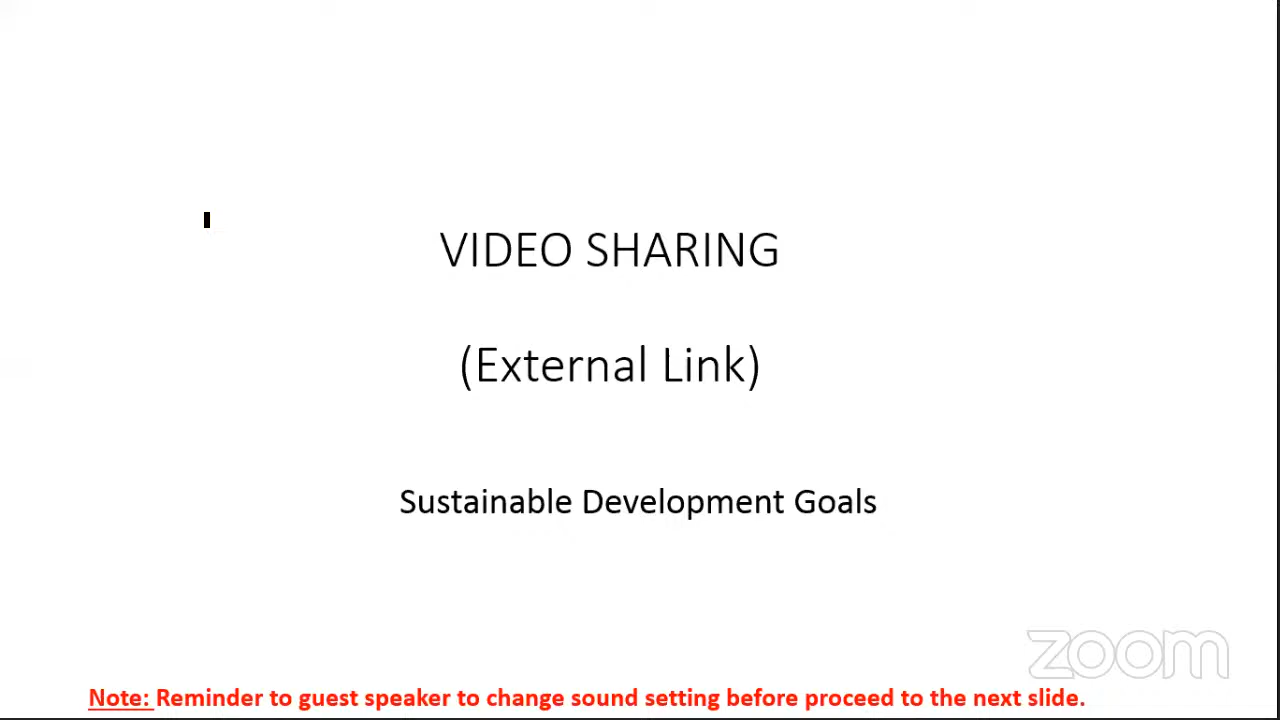 VIDEO SHARING
(External Link)
Sustainable Development Goals
zoom
Note: Reminder to guest speaker to change sound setting before proceed to the next slide.